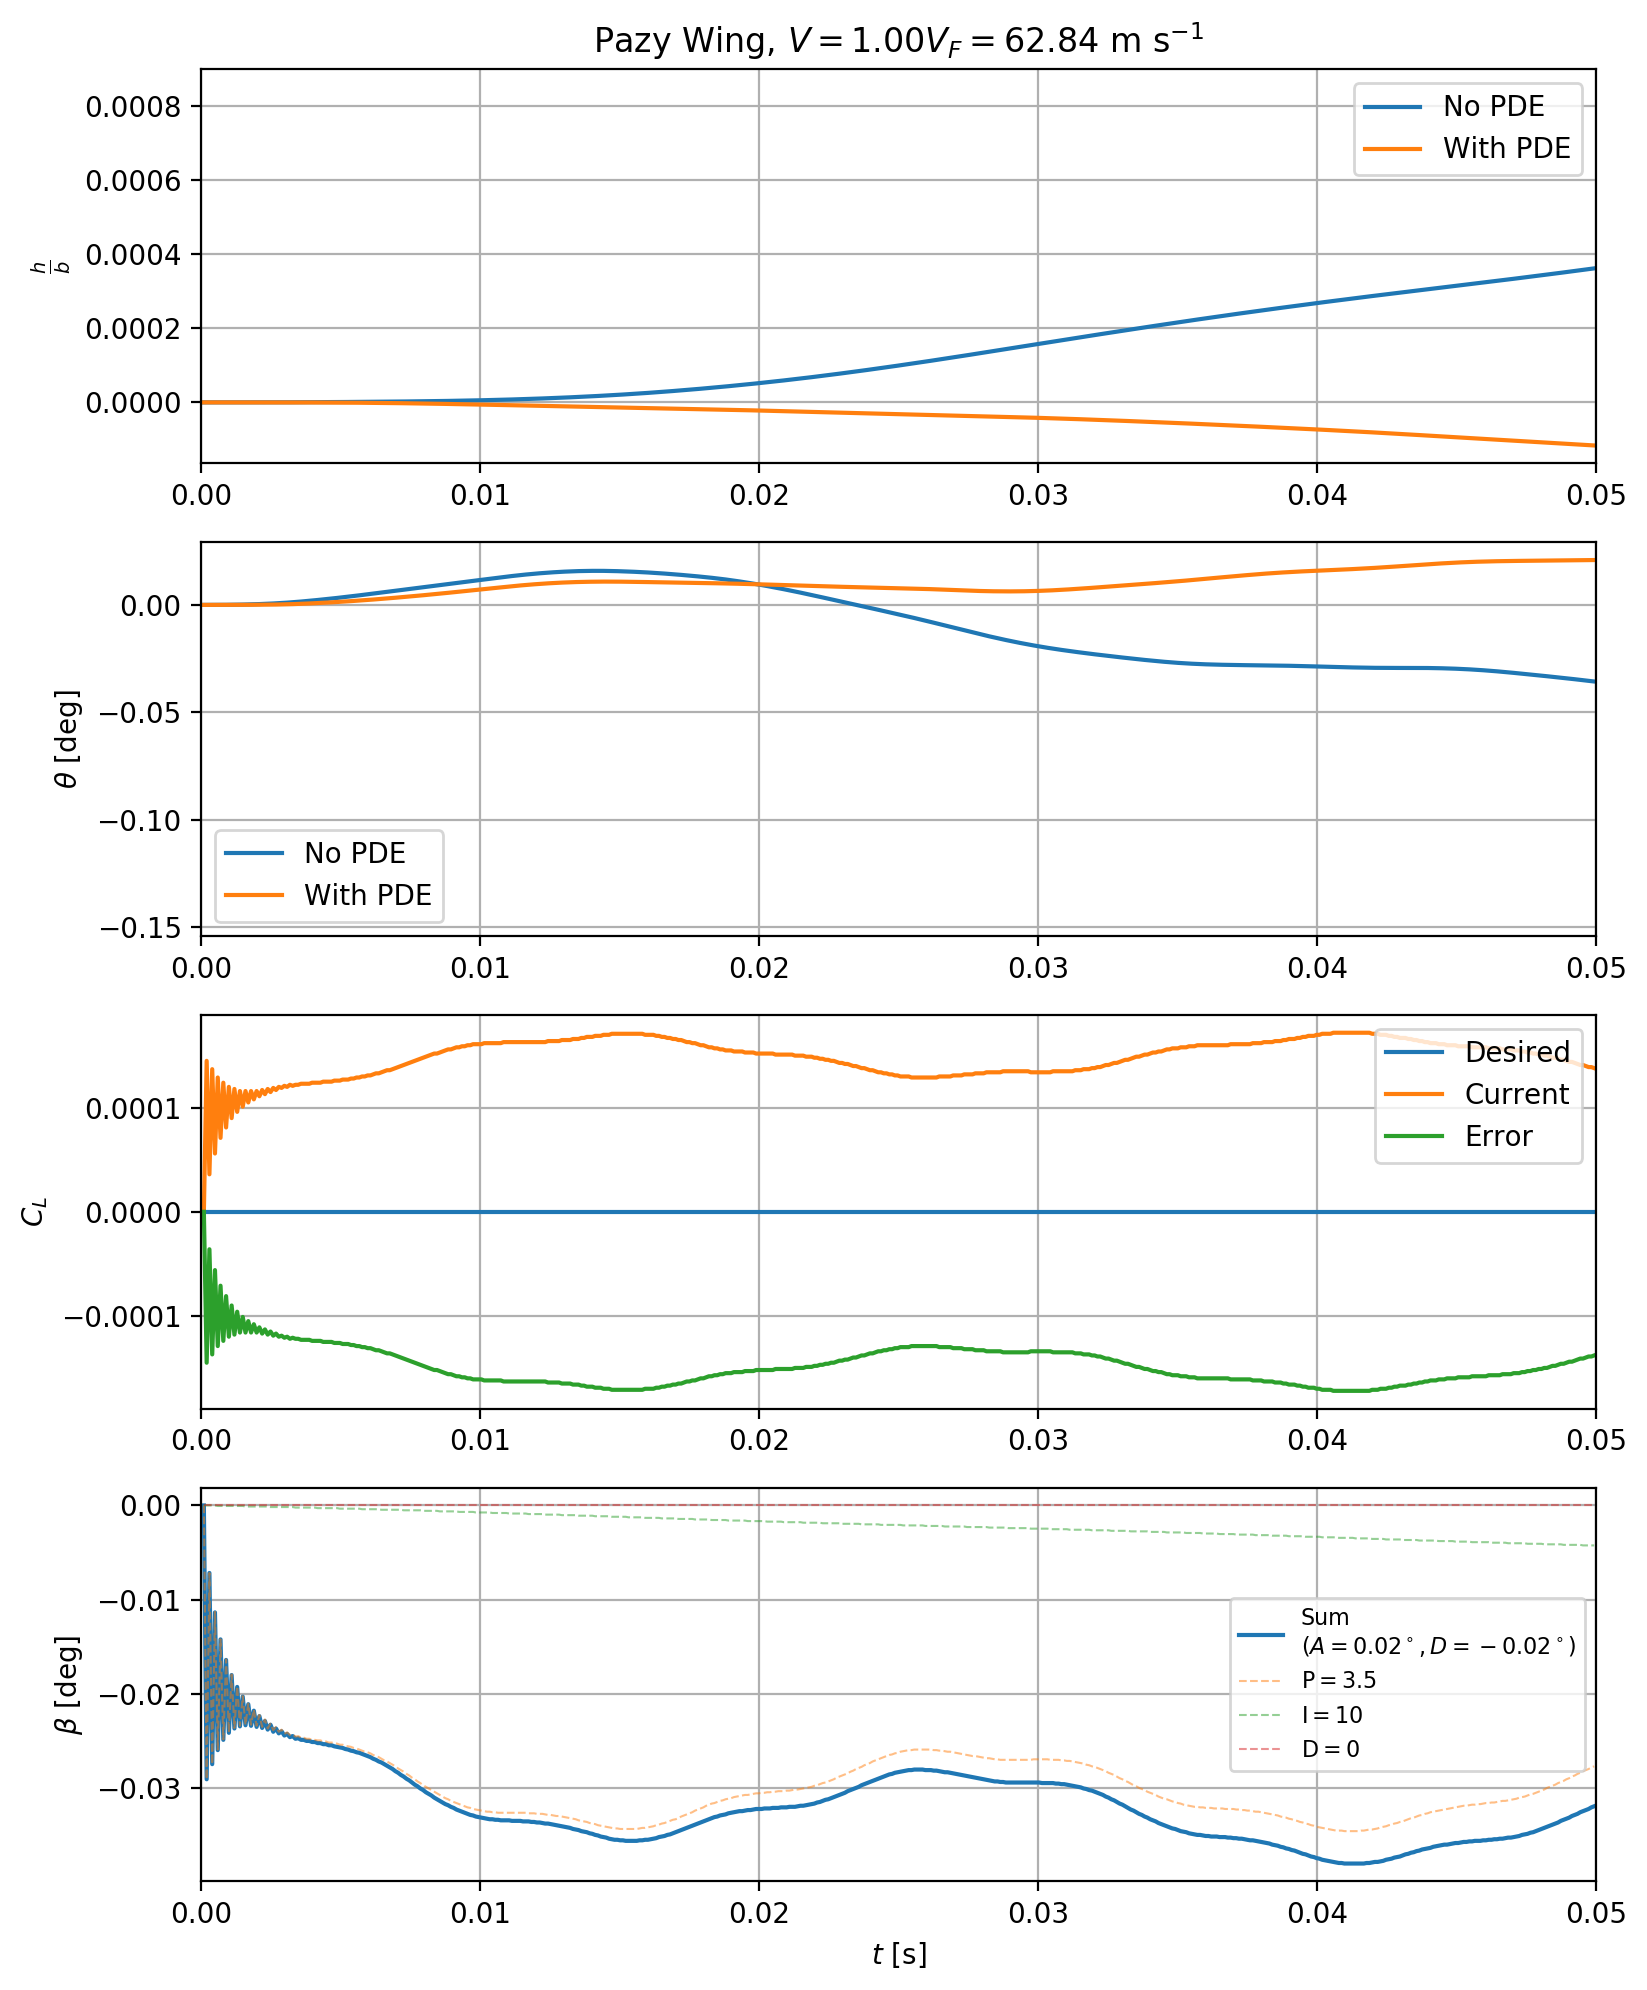 Pazy Wing, V = 1.00V_F = 62.84 m s⁻¹
h/b
0.0008
0.0006
0.0004
0.0002
0.0000
No PDE
With PDE
0.00 0.01 0.02 0.03 0.04 0.05
θ [deg]
0.00
−0.05
−0.10
−0.15
No PDE
With PDE
0.00 0.01 0.02 0.03 0.04 0.05
C_L
0.0001
0.0000
−0.0001
Desired
Current
Error
0.00 0.01 0.02 0.03 0.04 0.05
β [deg]
0.00
−0.01
−0.02
−0.03
Sum
(A = 0.02°, D = −0.02°)
P = 3.5
I = 10
D = 0
0.00 0.01 0.02 0.03 0.04 0.05
t [s]